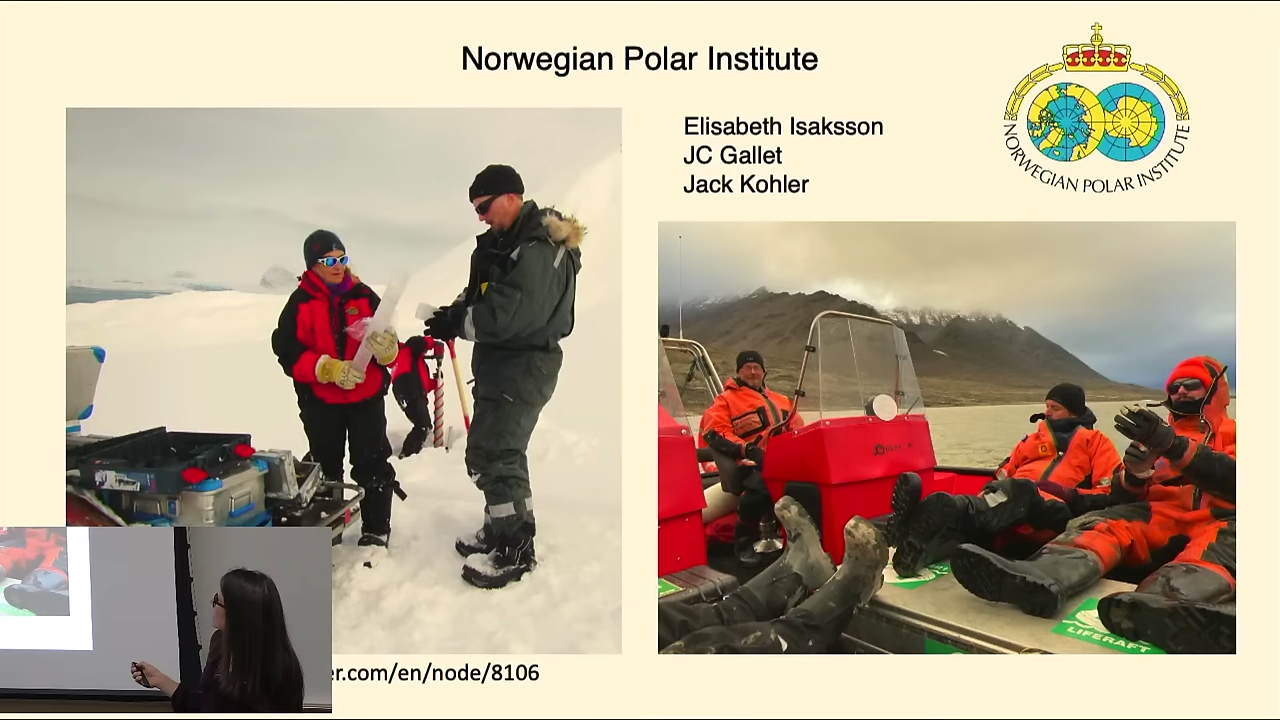 Norwegian Polar Institute
Elisabeth Isaksson
JC Gallet
Jack Kohler
NORWEGIAN POLAR INSTITUTE
LIFERAFT
er.com/en/node/8106